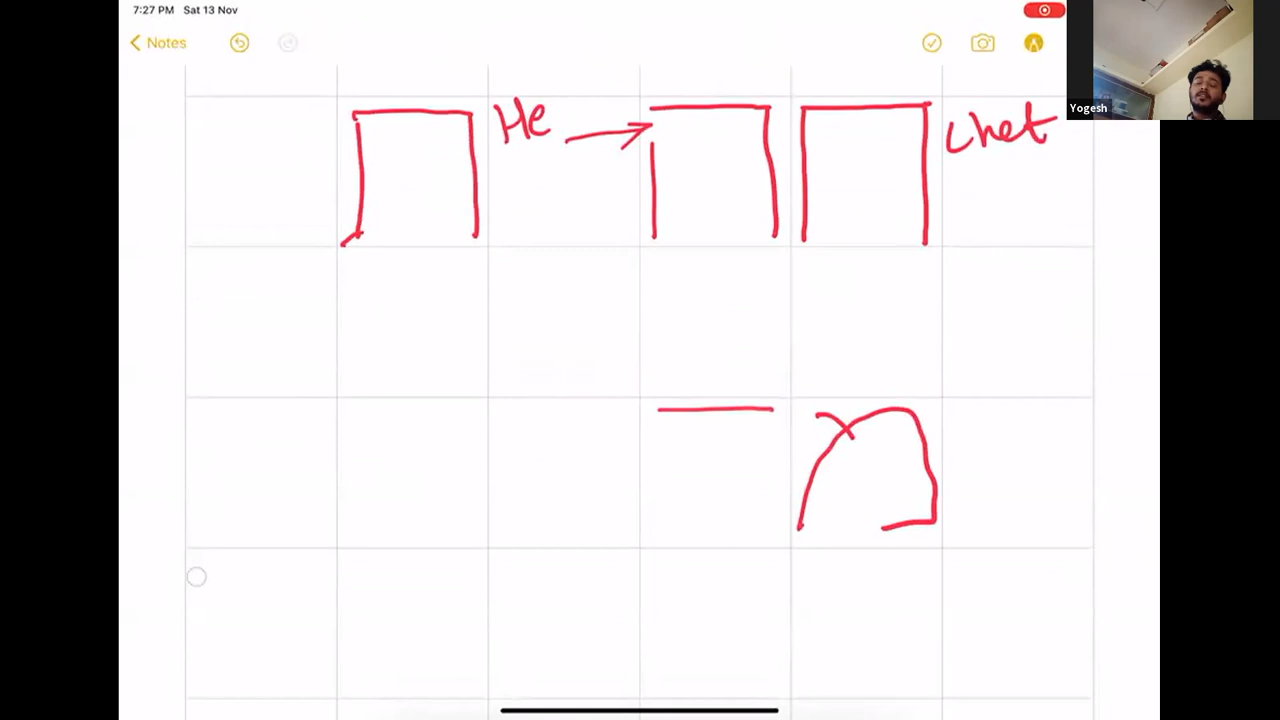 7:27 PM Sat 13 Nov
Notes
Yogesh
ת He → ה ח Chet
מ